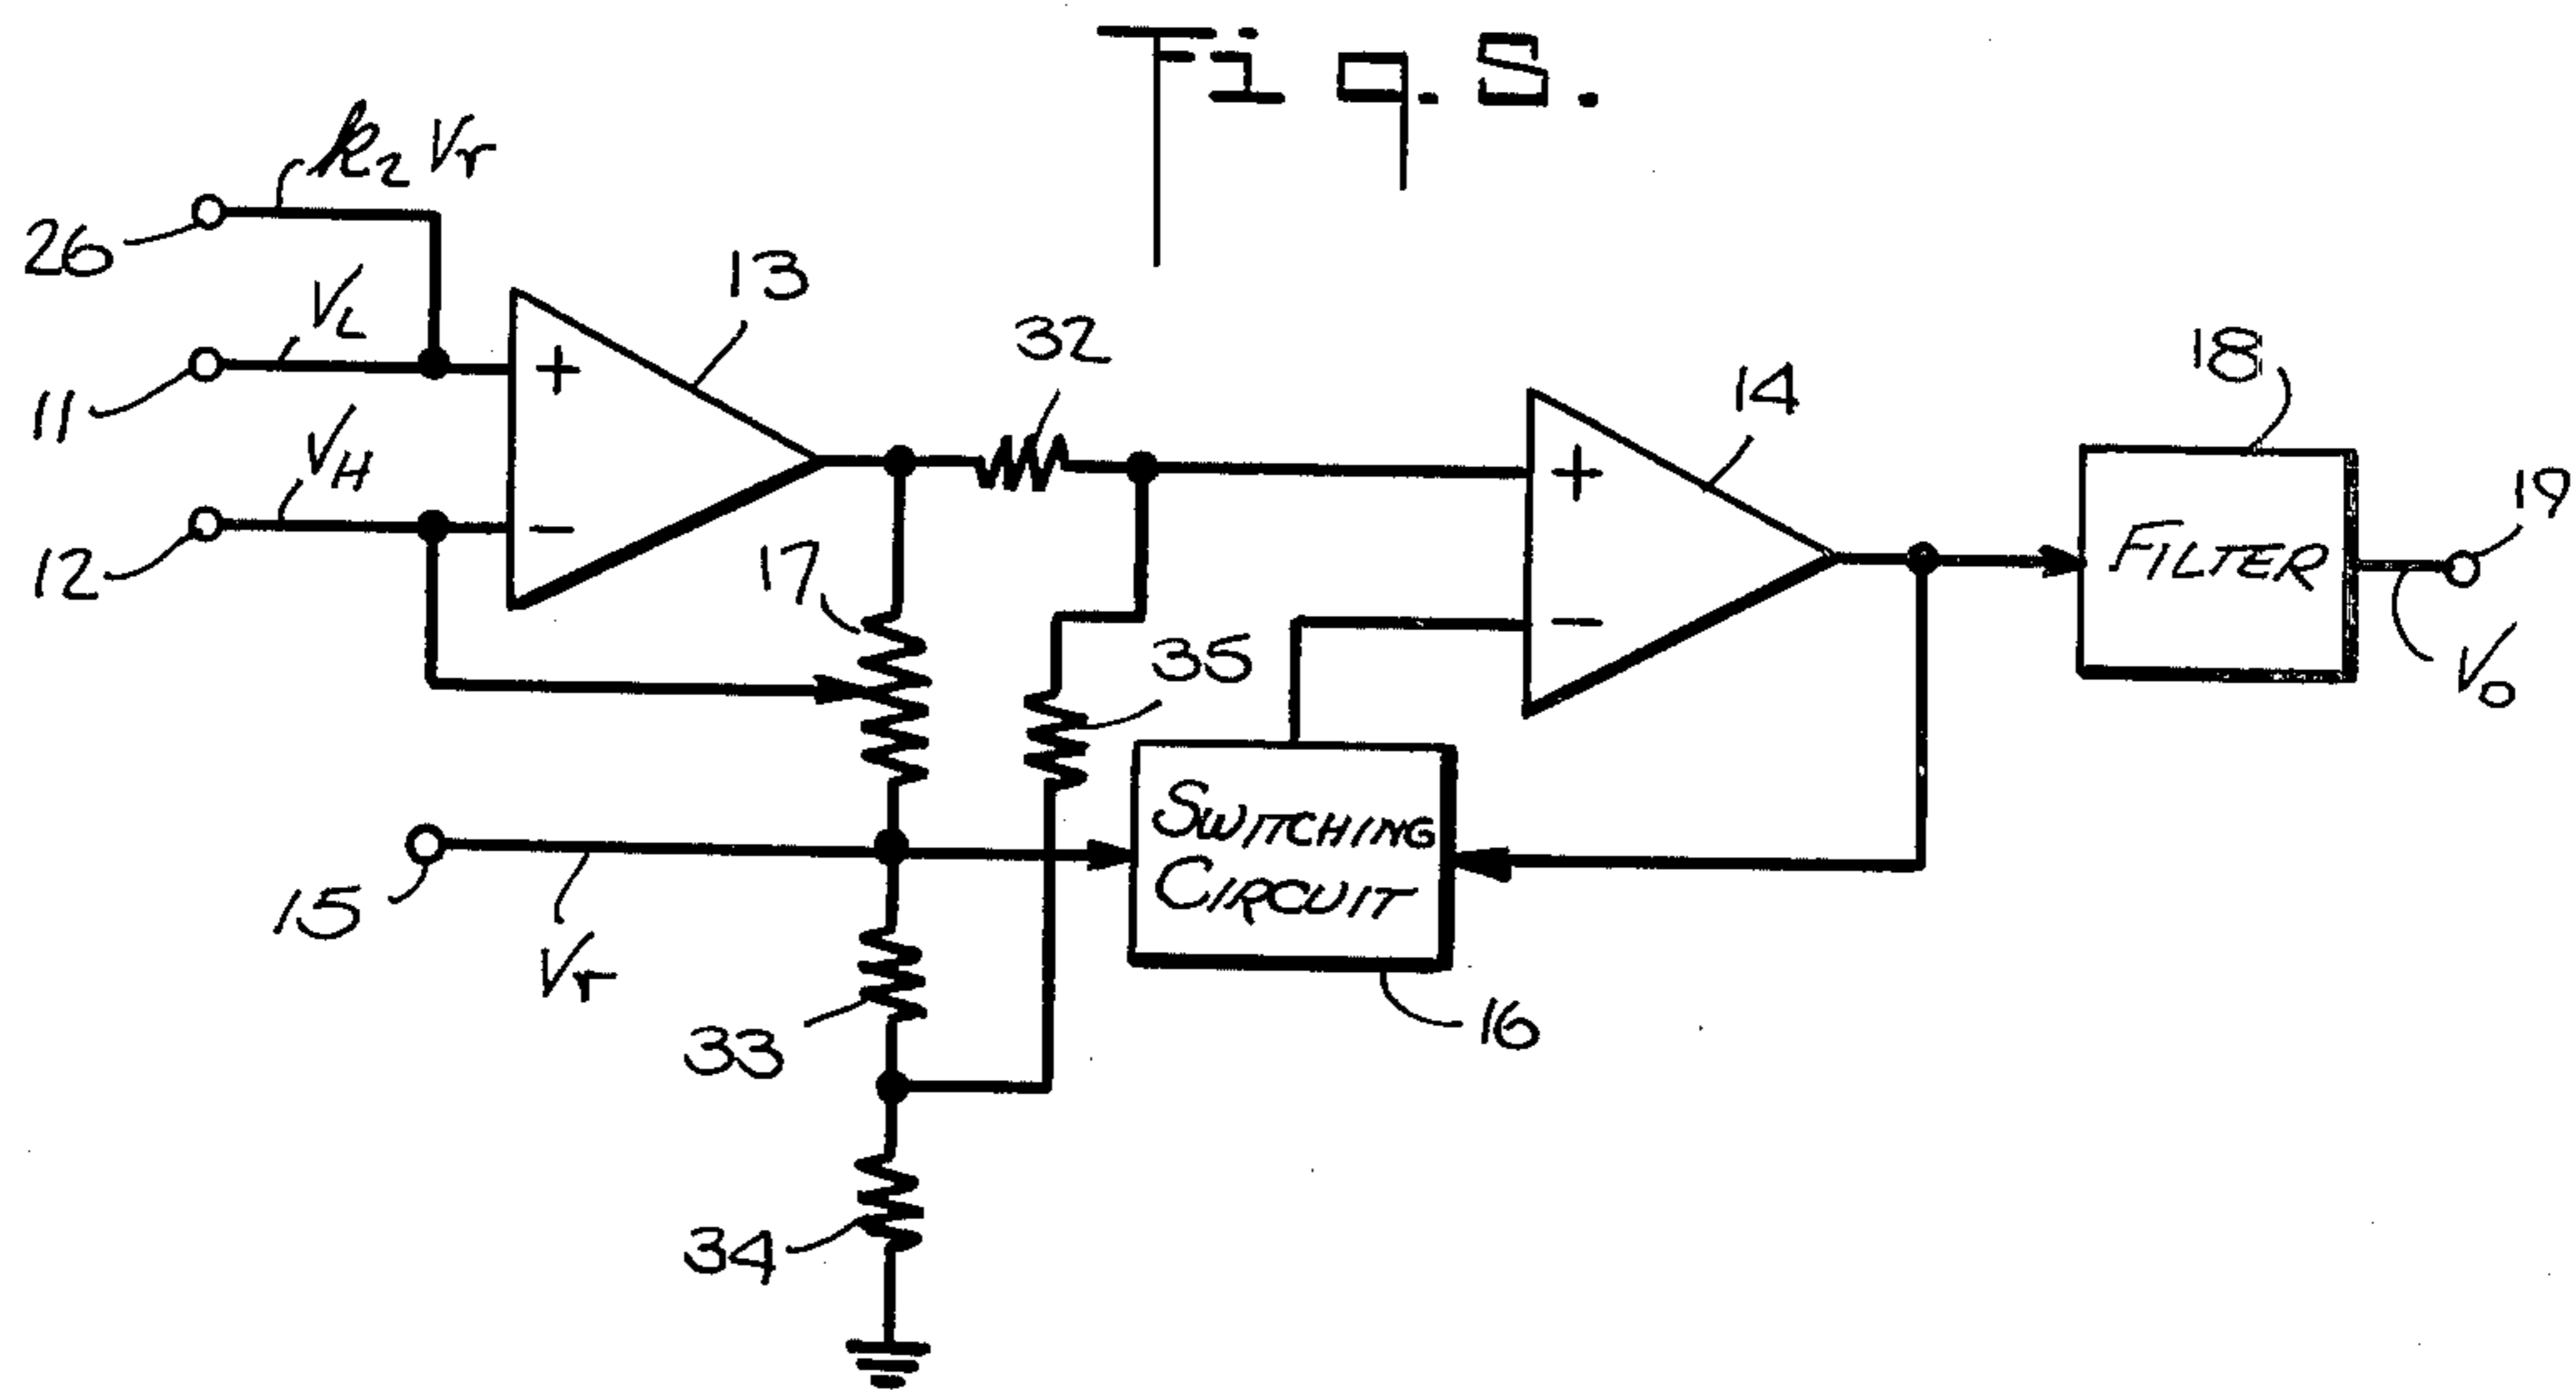 Fig. 5.
k₂ Vr
26
VL
11
13
32
14
18
VH
12
17
35
FILTER
19
Vo
+
−
+
−
15
Vr
SWITCHING
CIRCUIT
33
16
34